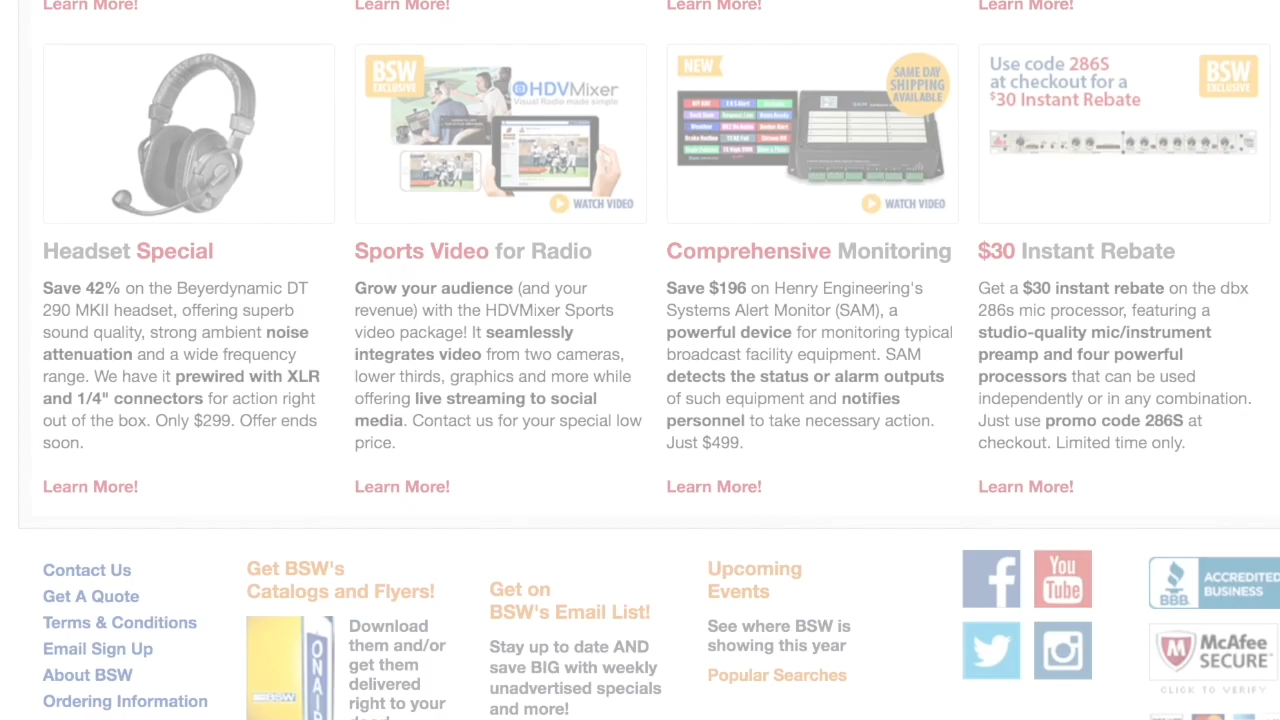 Learn More!
Learn More!
Learn More!
Learn More!
BSW
EXCLUSIVE
HDVMixer
Visual Radio made simple
WATCH VIDEO
NEW
SAME DAY
SHIPPING
AVAILABLE
WATCH VIDEO
Use code 286S
at checkout for a
$30 Instant Rebate
BSW
EXCLUSIVE
Headset Special
Save 42% on the Beyerdynamic DT
290 MKII headset, offering superb
sound quality, strong ambient noise
attenuation and a wide frequency
range. We have it prewired with XLR
and 1/4" connectors for action right
out of the box. Only $299. Offer ends
soon.
Learn More!
Sports Video for Radio
Grow your audience (and your
revenue) with the HDVMixer Sports
video package! It seamlessly
integrates video from two cameras,
lower thirds, graphics and more while
offering live streaming to social
media. Contact us for your special low
price.
Learn More!
Comprehensive Monitoring
Save $196 on Henry Engineering's
Systems Alert Monitor (SAM), a
powerful device for monitoring typical
broadcast facility equipment. SAM
detects the status or alarm outputs
of such equipment and notifies
personnel to take necessary action.
Just $499.
Learn More!
$30 Instant Rebate
Get a $30 instant rebate on the dbx
286s mic processor, featuring a
studio-quality mic/instrument
preamp and four powerful
processors that can be used
independently or in any combination.
Just use promo code 286S at
checkout. Limited time only.
Learn More!
Contact Us
Get A Quote
Terms & Conditions
Email Sign Up
About BSW
Ordering Information
Get BSW's
Catalogs and Flyers!
BSW
ON AIR
Download
them and/or
get them
delivered
right to your
Get on
BSW's Email List!
Stay up to date AND
save BIG with weekly
unadvertised specials
and more!
Upcoming
Events
See where BSW is
showing this year
Popular Searches
You
Tube
BBB
ACCREDITED
BUSINESS
McAfee
SECURE
CLICK TO VERIFY